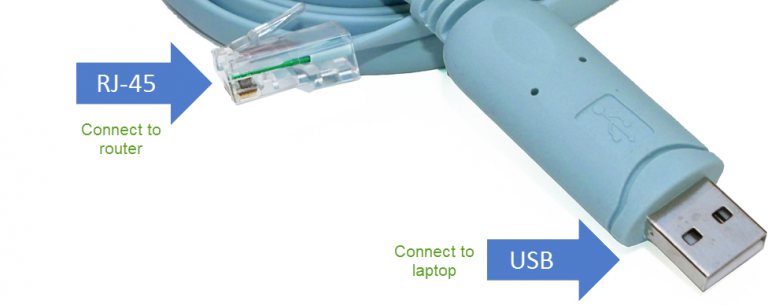 RJ-45
Connect to
router
Connect to
laptop
USB